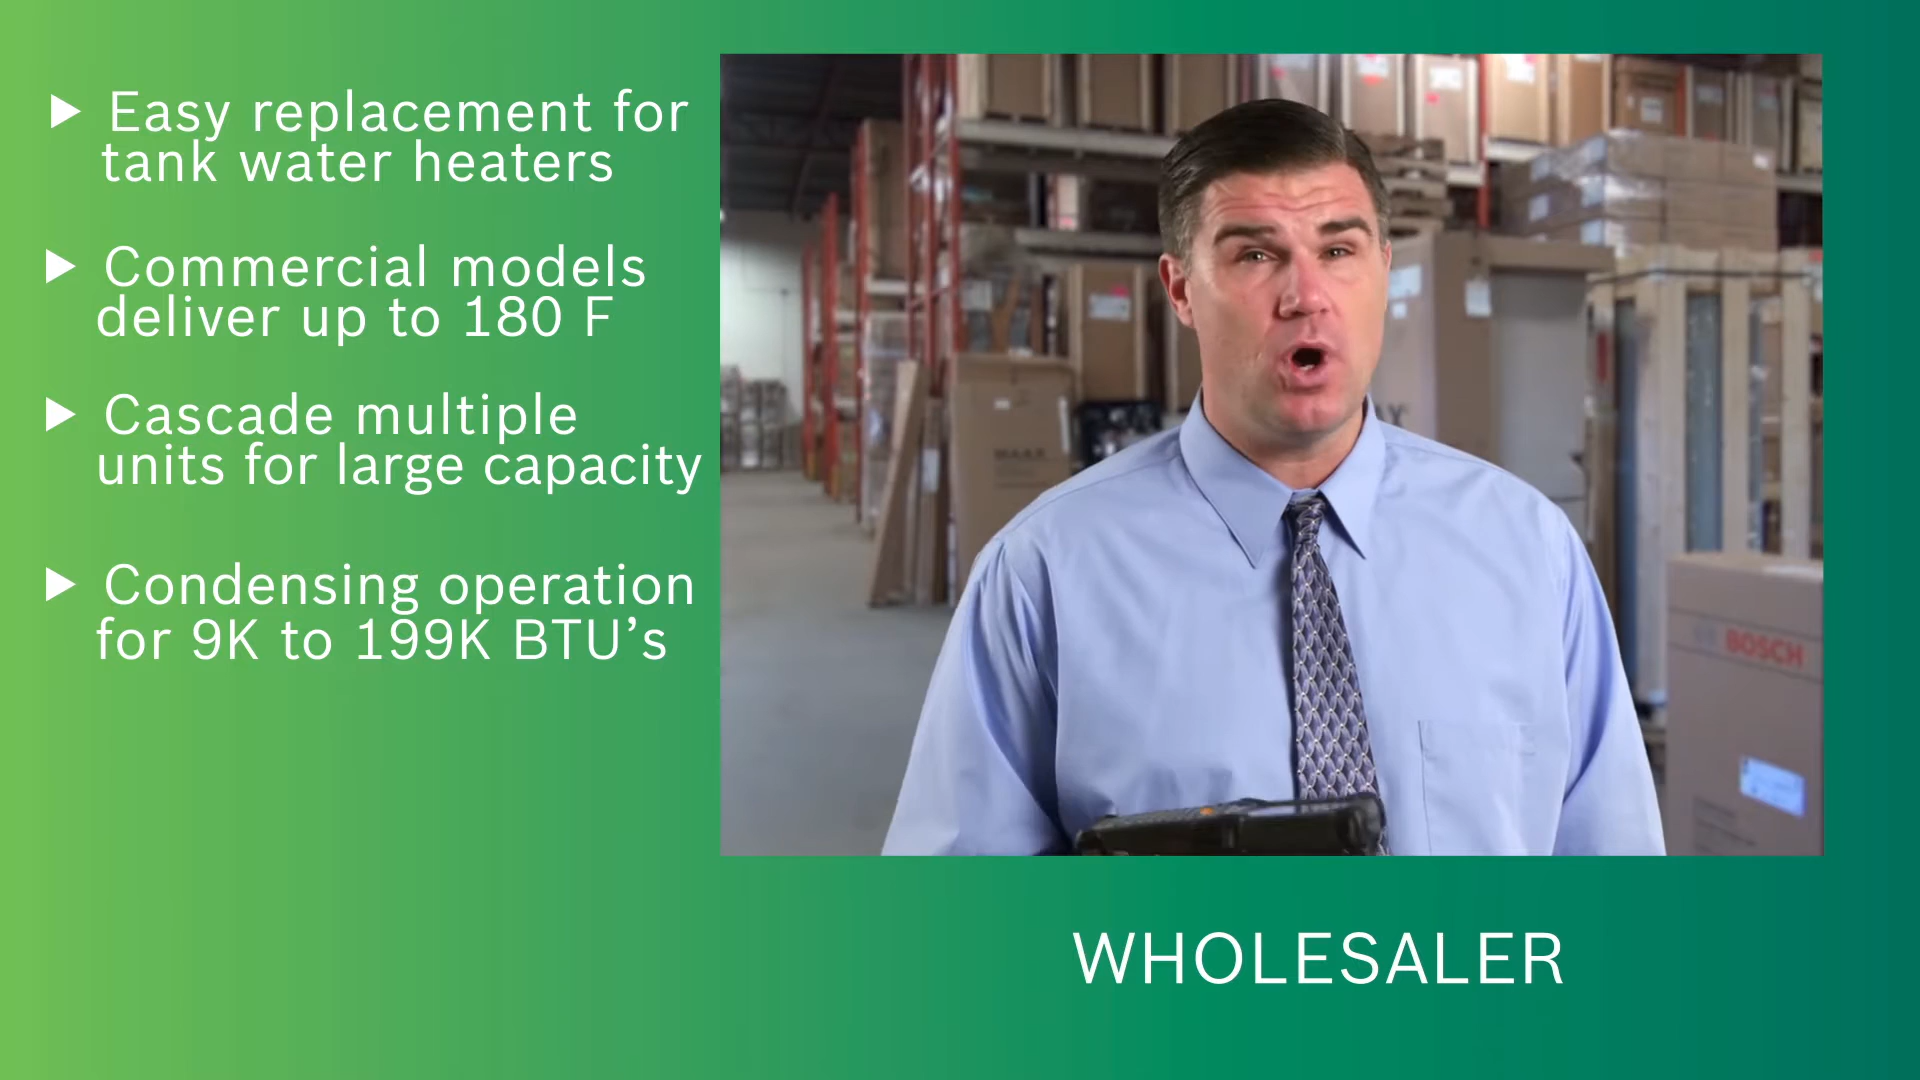 Easy replacement for
tank water heaters
Commercial models
deliver up to 180 F
Cascade multiple
units for large capacity
Condensing operation
for 9K to 199K BTU’s
MAAX
BOSCH
WHOLESALER